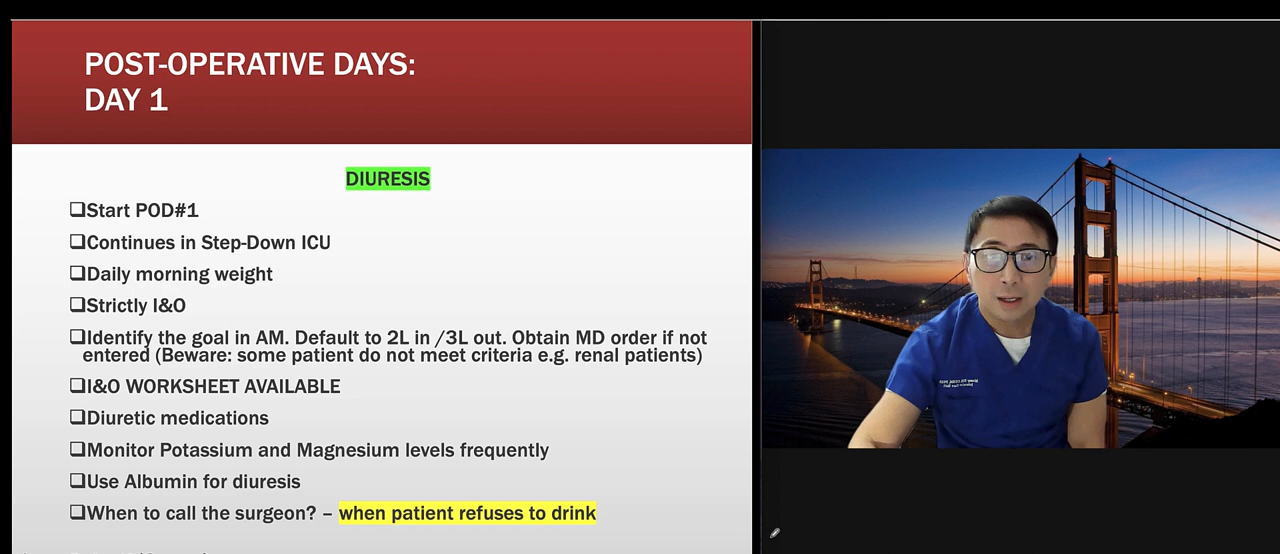 POST-OPERATIVE DAYS:
DAY 1
DIURESIS
❑Start POD#1
❑Continues in Step-Down ICU
❑Daily morning weight
❑Strictly I&O
❑Identify the goal in AM. Default to 2L in /3L out. Obtain MD order if not
entered (Beware: some patient do not meet criteria e.g. renal patients)
❑I&O WORKSHEET AVAILABLE
❑Diuretic medications
❑Monitor Potassium and Magnesium levels frequently
❑Use Albumin for diuresis
❑When to call the surgeon? – when patient refuses to drink